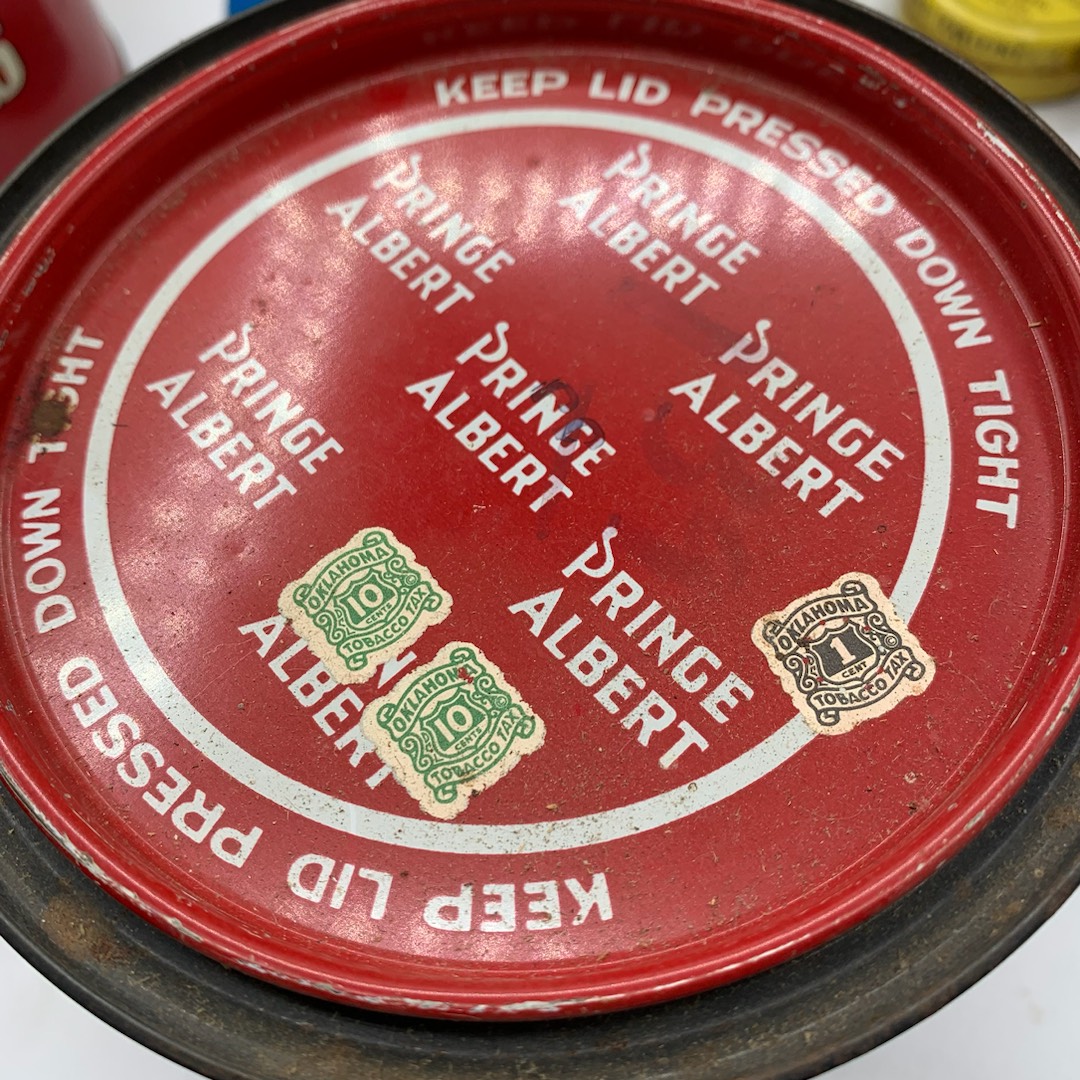 KEEP LID PRESSED DOWN TIGHT
PRINCE
ALBERT
PRINCE
ALBERT
PRINCE
ALBERT
PRINCE
ALBERT
PRINCE
ALBERT
OKLAHOMA
10
CENTS
TOBACCO TAX
ALBERT
OKLAHOMA
10
CENTS
TOBACCO TAX
PRINCE
ALBERT
OKLAHOMA
1
CENT
TOBACCO TAX
KEEP LID PRESSED DOWN TIGHT